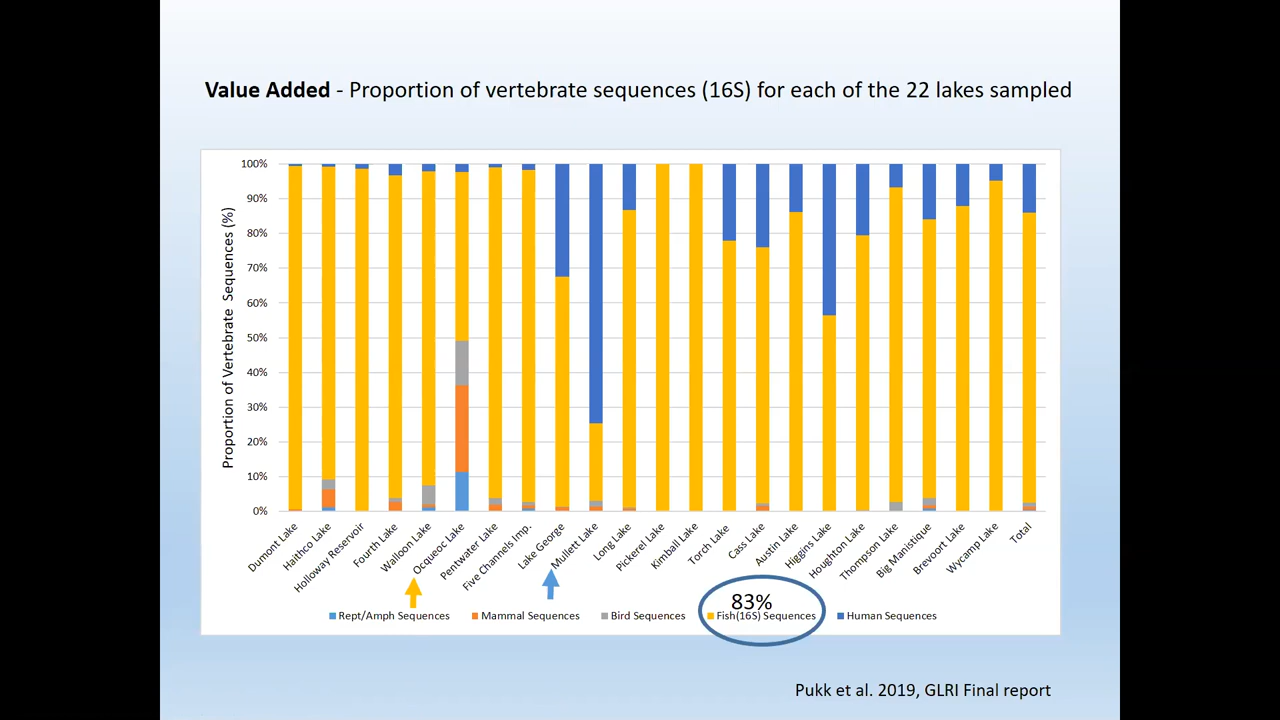 Value Added - Proportion of vertebrate sequences (16S) for each of the 22 lakes sampled
Proportion of Vertebrate Sequences (%)
100%
90%
80%
70%
60%
50%
40%
30%
20%
10%
0%
Dumont Lake
Haithco Lake
Holloway Reservoir
Fourth Lake
Walloon Lake
Ocqueoc Lake
Pentwater Lake
Five Channels Imp.
Lake George
Mullett Lake
Long Lake
Pickerel Lake
Kimball Lake
Torch Lake
Cass Lake
Austin Lake
Higgins Lake
Houghton Lake
Thompson Lake
Big Manistique
Brevoort Lake
Wycamp Lake
Total
83%
Rept/Amph Sequences Mammal Sequences Bird Sequences Fish(16S) Sequences Human Sequences
Pukk et al. 2019, GLRI Final report